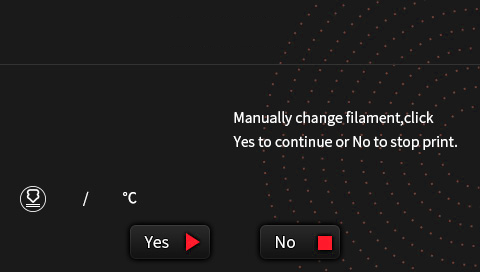 Manually change filament,click
Yes to continue or No to stop print.
/ °C
Yes
No